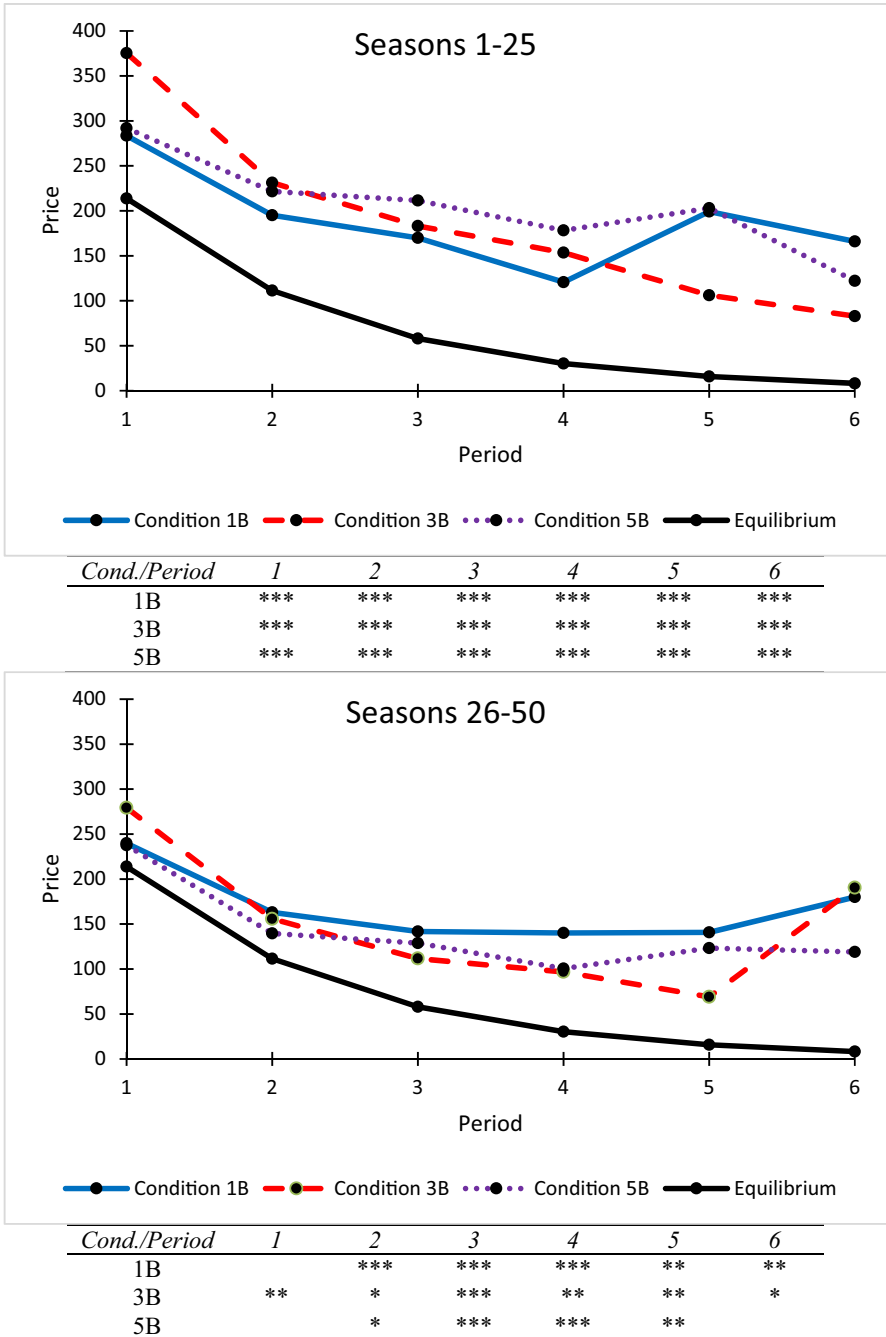 Seasons 1-25
400
350
300
250
200
150
100
50
0
Price
1 2 3 4 5 6
Period
Condition 1B Condition 3B Condition 5B Equilibrium
Cond./Period 1 2 3 4 5 6
1B *** *** *** *** *** ***
3B *** *** *** *** *** ***
5B *** *** *** *** *** ***
Seasons 26-50
400
350
300
250
200
150
100
50
0
Price
1 2 3 4 5 6
Period
Condition 1B Condition 3B Condition 5B Equilibrium
Cond./Period 1 2 3 4 5 6
1B *** *** *** ** **
3B ** * *** ** ** *
5B * *** *** **